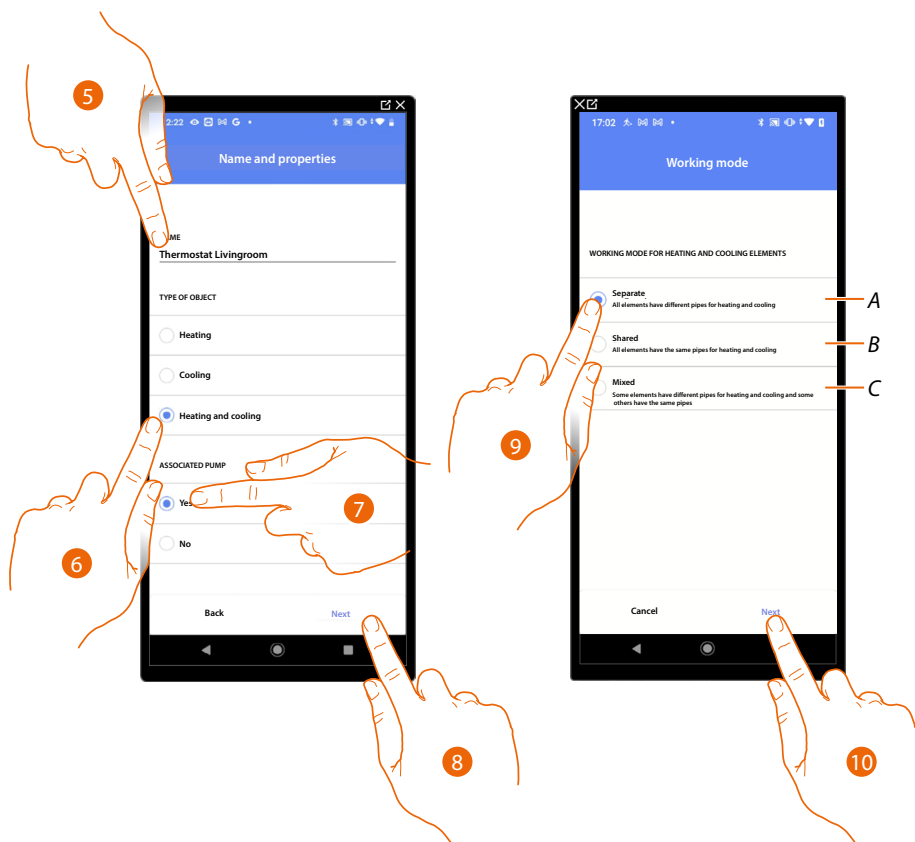 5
2:22 G
Name and properties
ME
Thermostat Livingroom
TYPE OF OBJECT
Heating
Cooling
Heating and cooling
ASSOCIATED PUMP
Yes
No
Back Next
6
7
8
17:02
Working mode
WORKING MODE FOR HEATING AND COOLING ELEMENTS
Separate
All elements have different pipes for heating and cooling
A
Shared
All elements have the same pipes for heating and cooling
B
Mixed
Some elements have different pipes for heating and cooling and some
others have the same pipes
C
9
Cancel Next
10